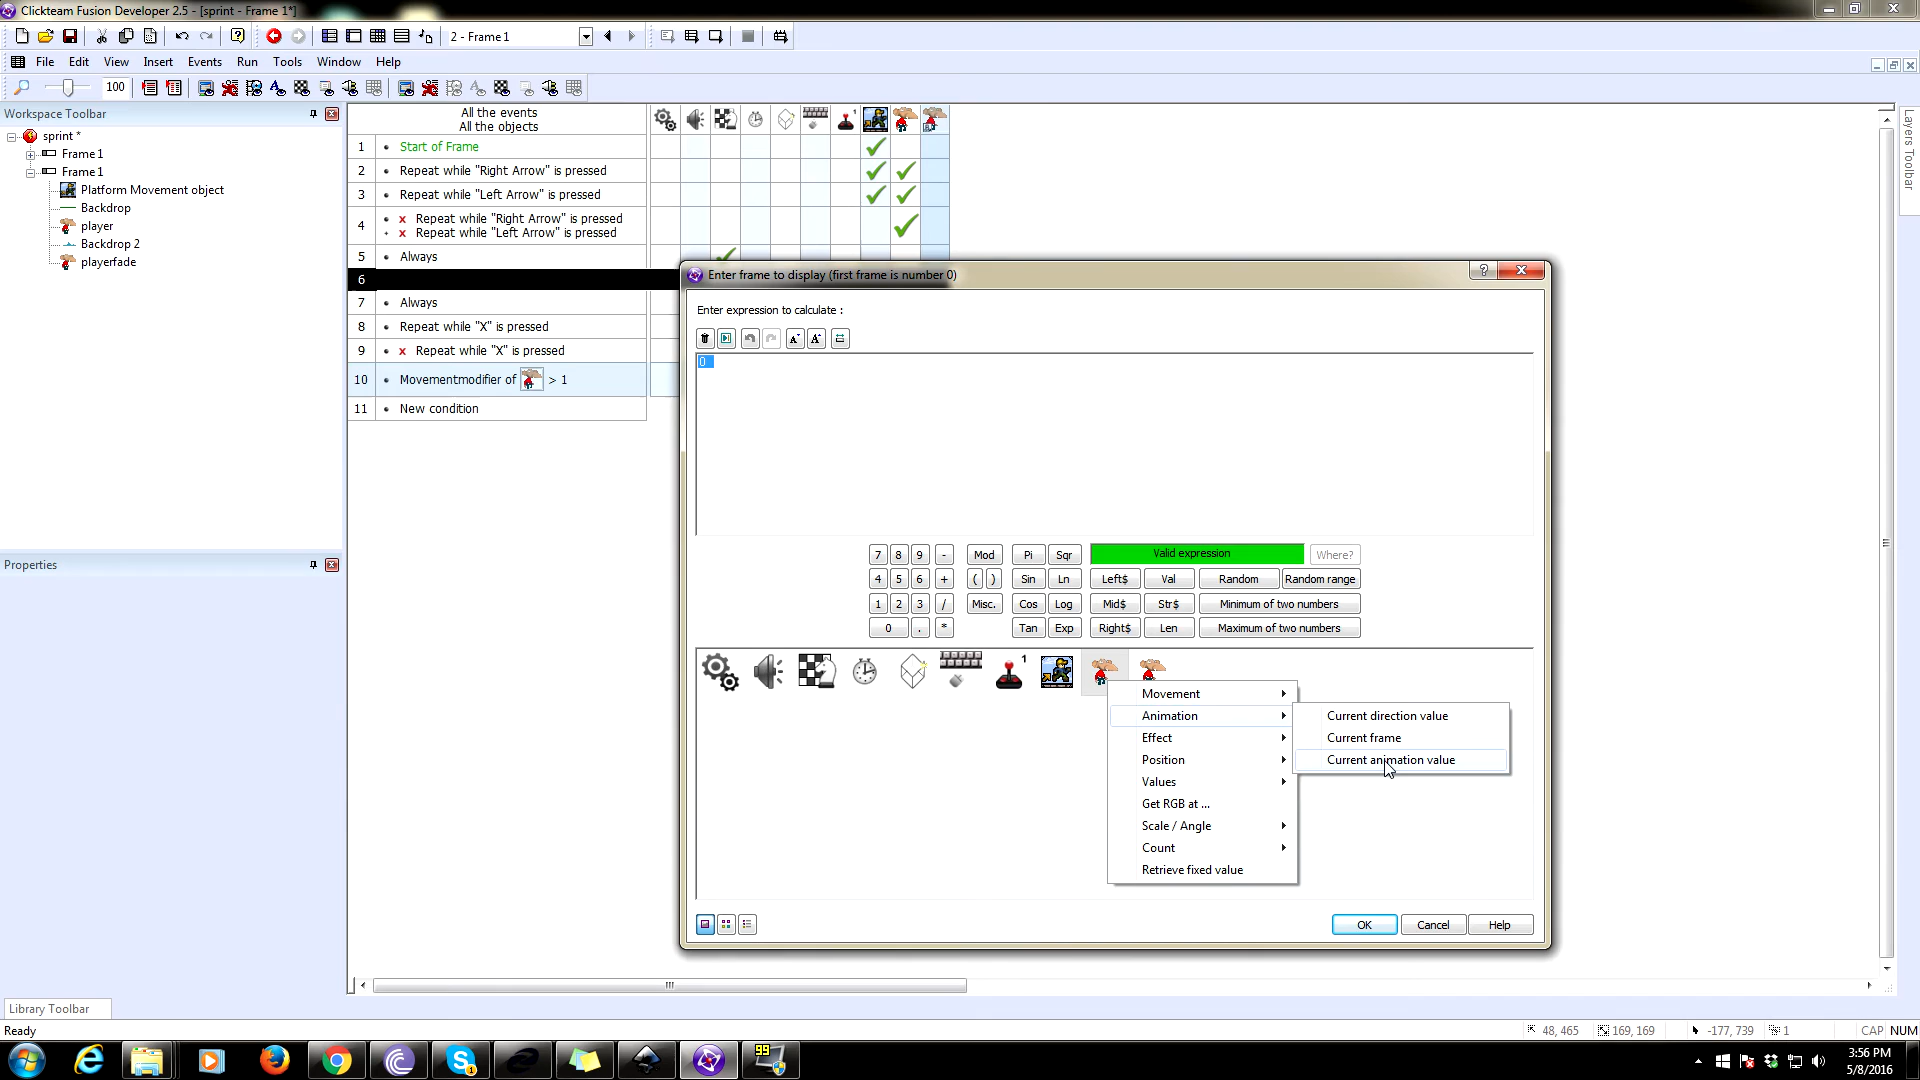 Clickteam Fusion Developer 2.5 - [sprint - Frame 1*]
2 - Frame 1
File Edit View Insert Events Run Tools Window Help
100
Workspace Toolbar
sprint *
Frame 1
Frame 1
Platform Movement object
Backdrop
player
Backdrop 2
playerfade
Properties
Library Toolbar
Layers Toolbar
All the events
All the objects
1 Start of Frame
2 Repeat while "Right Arrow" is pressed
3 Repeat while "Left Arrow" is pressed
4 X Repeat while "Right Arrow" is pressed
X Repeat while "Left Arrow" is pressed
5 Always
6
7 Always
8 Repeat while "X" is pressed
9 X Repeat while "X" is pressed
10 Movementmodifier of > 1
11 New condition
Enter frame to display (first frame is number 0)
Enter expression to calculate :
0
7 8 9 - Mod Pi Sqr Valid expression Where?
4 5 6 + ( ) Sin Ln Left$ Val Random Random range
1 2 3 / Misc. Cos Log Mid$ Str$ Minimum of two numbers
0 . * Tan Exp Right$ Len Maximum of two numbers
1
Movement
Animation
Effect
Position
Values
Get RGB at ...
Scale / Angle
Count
Retrieve fixed value
Current direction value
Current frame
Current animation value
OK Cancel Help
Ready
48, 465 169, 169 -177, 739 1 CAP NUM
99
3:56 PM
5/8/2016